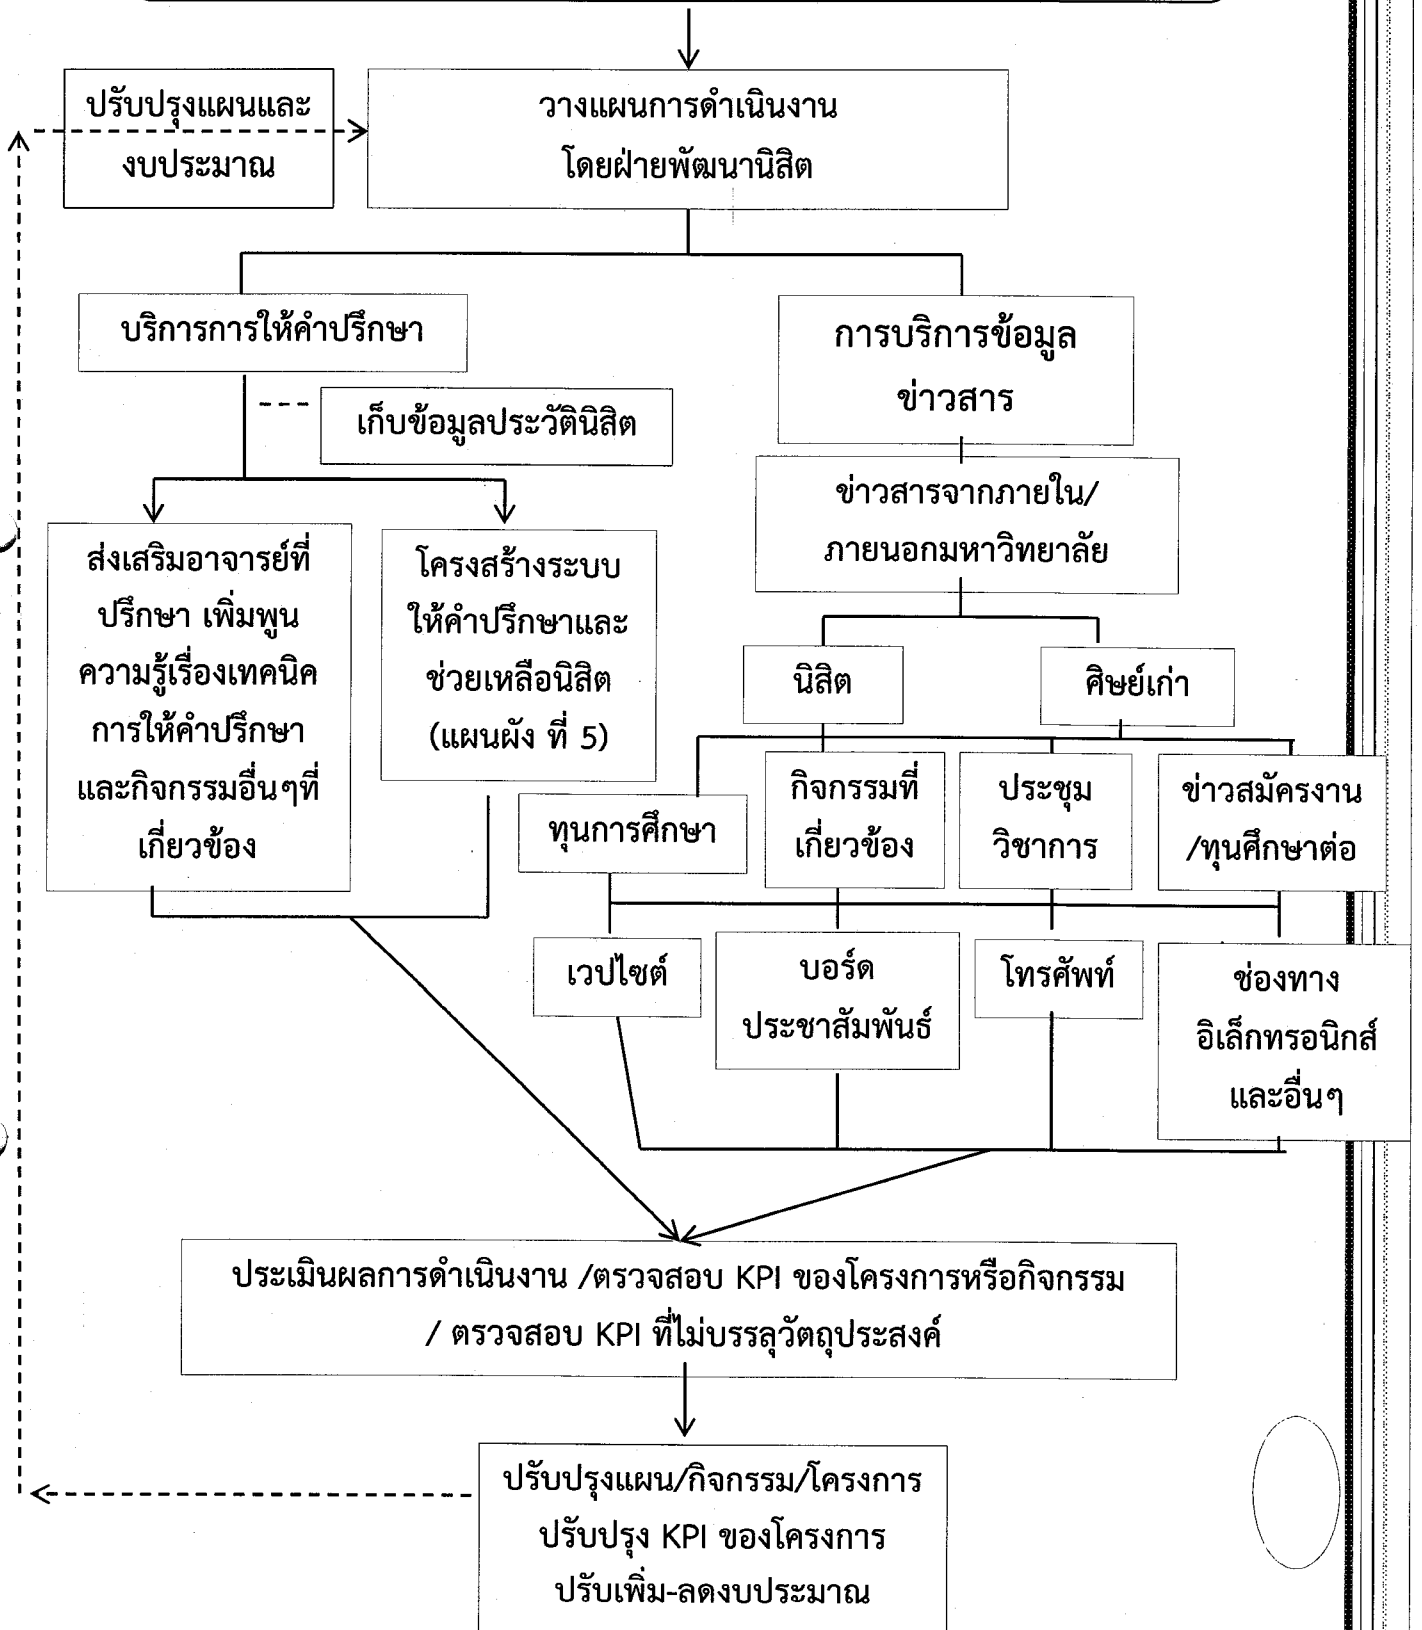 ปรับปรุงแผนและ
งบประมาณ
วางแผนการดำเนินงาน
โดยฝ่ายพัฒนานิสิต
บริการการให้คำปรึกษา
เก็บข้อมูลประวัตินิสิต
การบริการข้อมูล
ข่าวสาร
ข่าวสารจากภายใน/
ภายนอกมหาวิทยาลัย
ส่งเสริมอาจารย์ที่
ปรึกษา เพิ่มพูน
ความรู้เรื่องเทคนิค
การให้คำปรึกษา
และกิจกรรมอื่นๆที่
เกี่ยวข้อง
โครงสร้างระบบ
ให้คำปรึกษาและ
ช่วยเหลือนิสิต
(แผนผัง ที่ 5)
นิสิต
ศิษย์เก่า
ทุนการศึกษา
กิจกรรมที่
เกี่ยวข้อง
ประชุม
วิชาการ
ข่าวสมัครงาน
/ทุนศึกษาต่อ
เวปไซต์
บอร์ด
ประชาสัมพันธ์
โทรศัพท์
ช่องทาง
อิเล็กทรอนิกส์
และอื่นๆ
ประเมินผลการดำเนินงาน /ตรวจสอบ KPI ของโครงการหรือกิจกรรม
/ ตรวจสอบ KPI ที่ไม่บรรลุวัตถุประสงค์
ปรับปรุงแผน/กิจกรรม/โครงการ
ปรับปรุง KPI ของโครงการ
ปรับเพิ่ม-ลดงบประมาณ